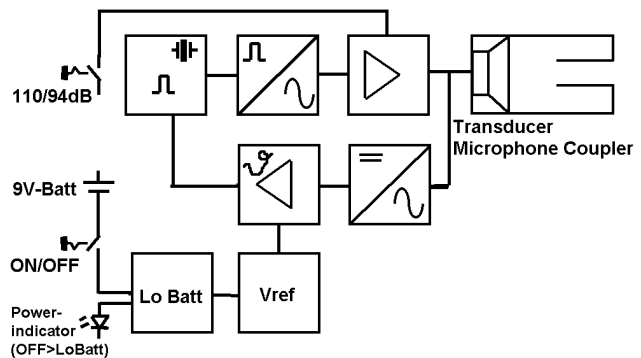 110/94dB
Transducer
Microphone Coupler
9V-Batt
ON/OFF
Lo Batt
Vref
Power-
indicator
(OFF>LoBatt)